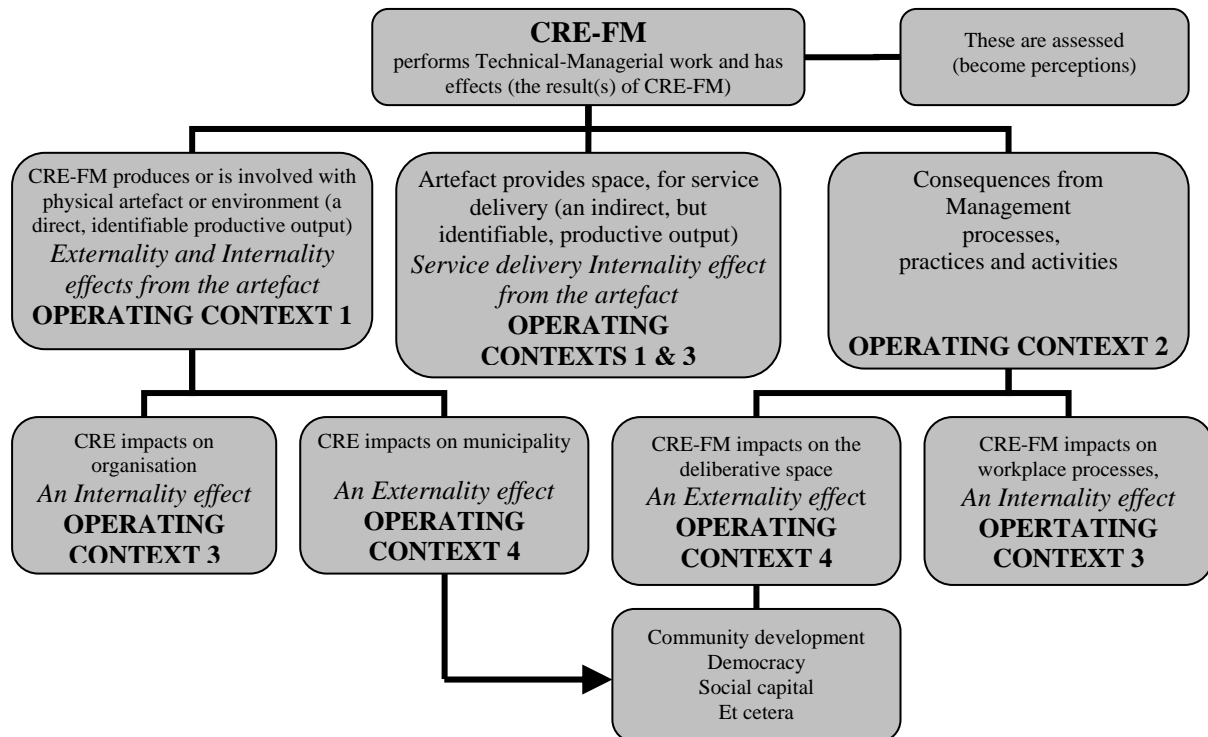 CRE-FM
performs Technical-Managerial work and has
effects (the result(s) of CRE-FM)
These are assessed
(become perceptions)
CRE-FM produces or is involved with
physical artefact or environment (a
direct, identifiable productive output)
Externality and Internality
effects from the artefact
OPERATING CONTEXT 1
Artefact provides space, for service
delivery (an indirect, but
identifiable, productive output)
Service delivery Internality effect
from the artefact
OPERATING
CONTEXTS 1 & 3
Consequences from
Management
processes,
practices and activities
OPERATING CONTEXT 2
CRE impacts on
organisation
An Internality effect
OPERATING
CONTEXT 3
CRE impacts on municipality
An Externality effect
OPERATING
CONTEXT 4
CRE-FM impacts on the
deliberative space
An Externality effect
OPERATING
CONTEXT 4
CRE-FM impacts on
workplace processes,
An Internality effect
OPERTATING
CONTEXT 3
Community development
Democracy
Social capital
Et cetera